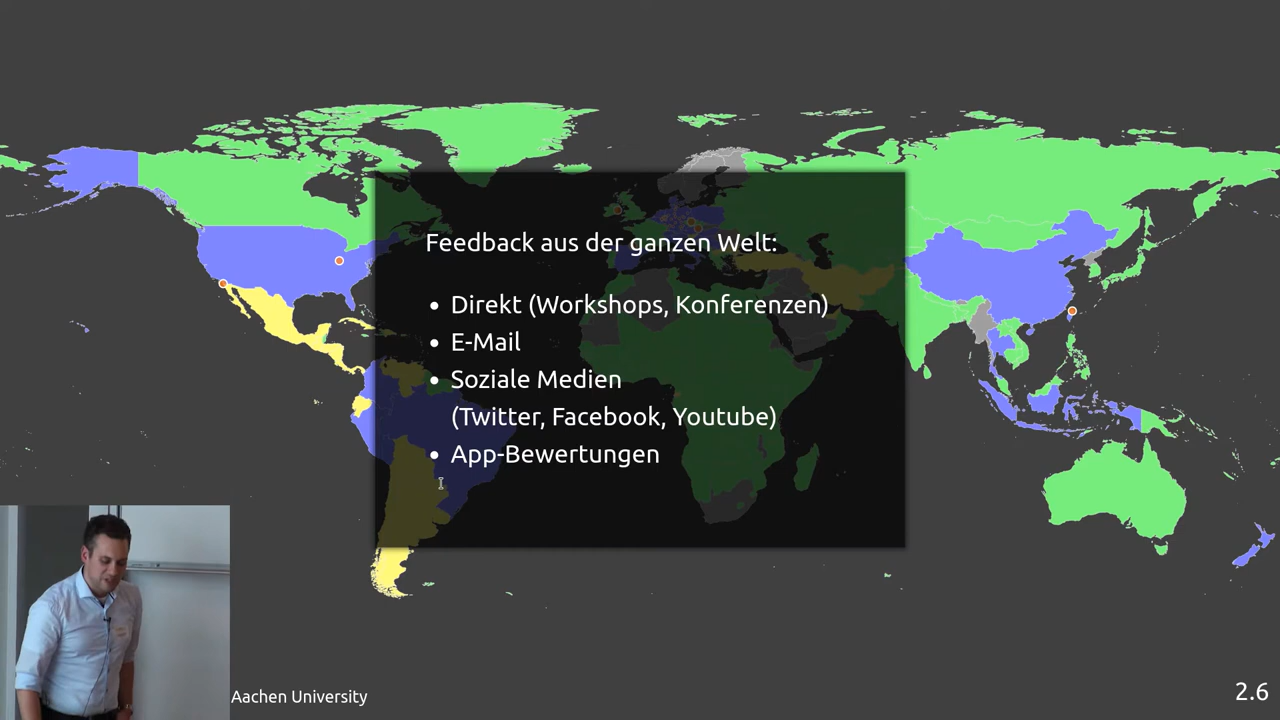 Feedback aus der ganzen Welt:
• Direkt (Workshops, Konferenzen)
• E-Mail
• Soziale Medien
(Twitter, Facebook, Youtube)
• App-Bewertungen
Aachen University
2.6